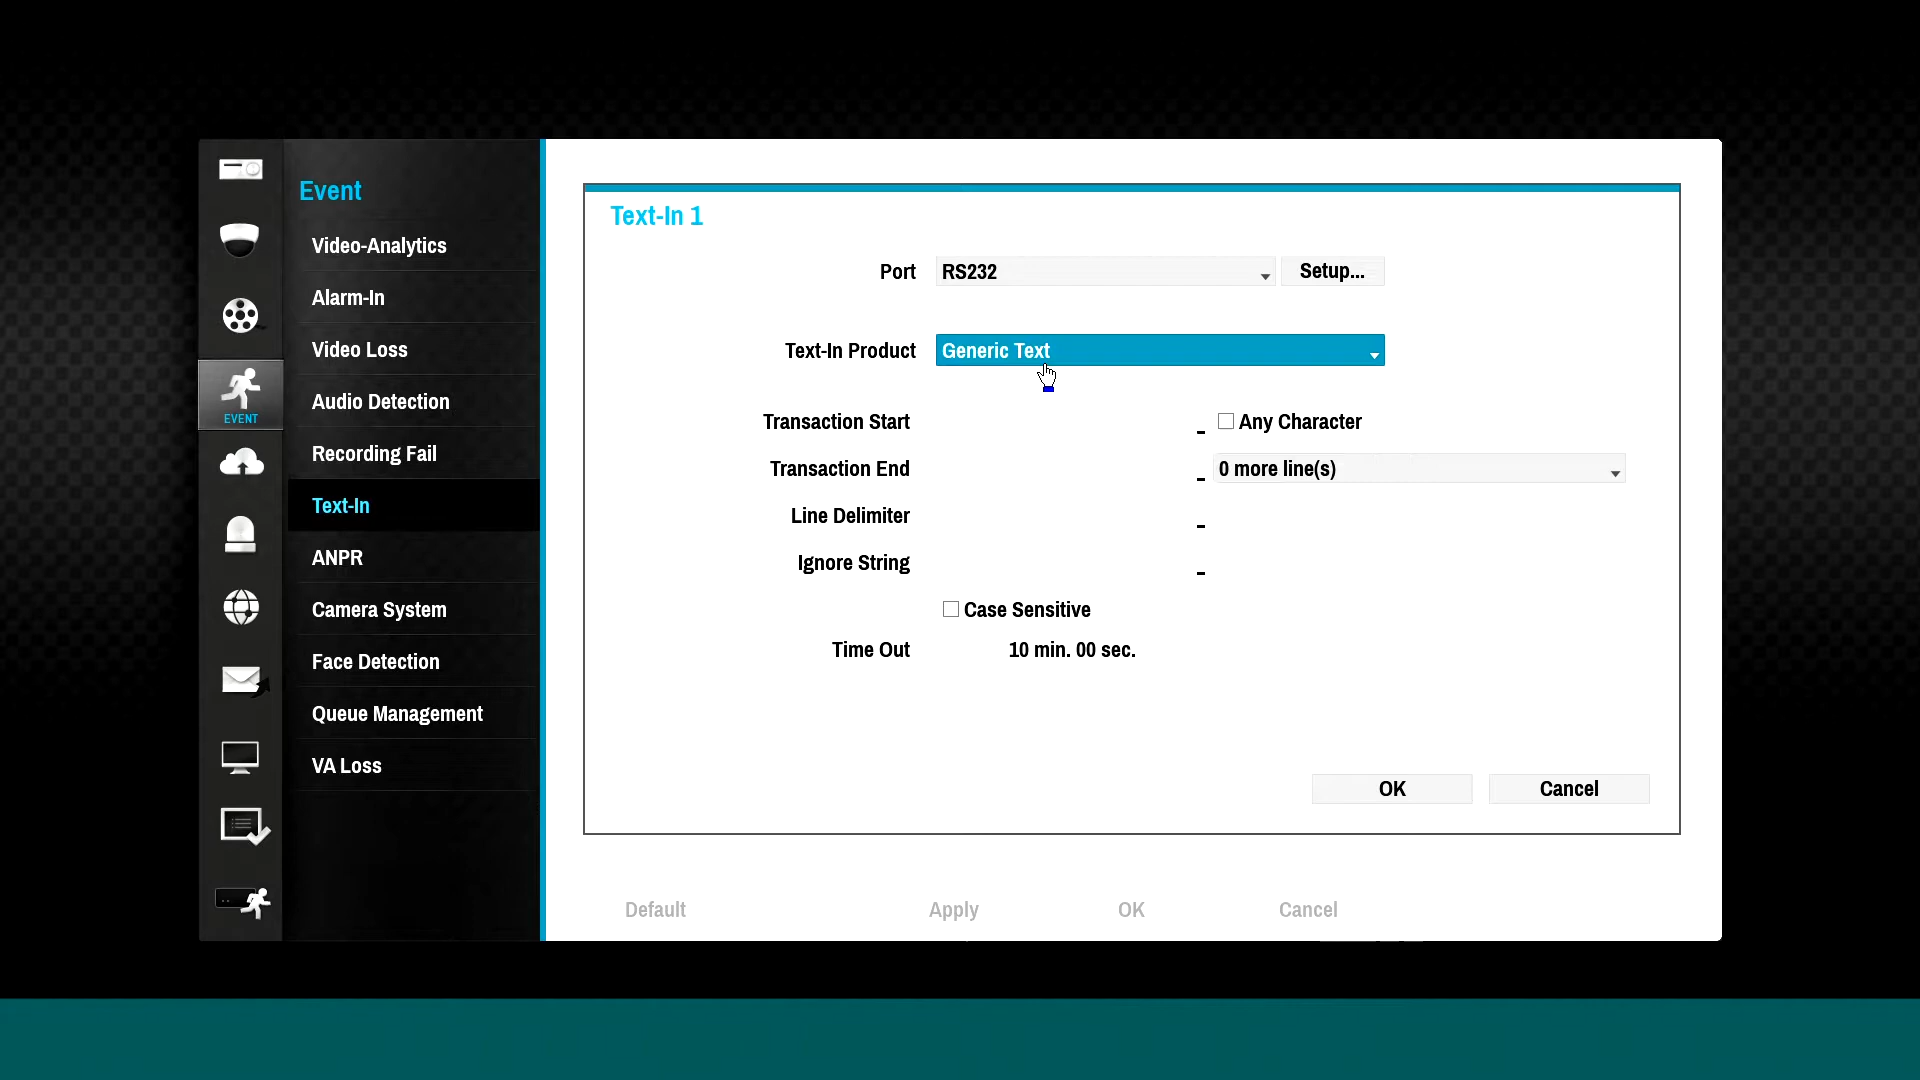 Event
EVENT
Video-Analytics
Alarm-In
Video Loss
Audio Detection
Recording Fail
Text-In
ANPR
Camera System
Face Detection
Queue Management
VA Loss
Text-In 1
Port RS232 Setup...
Text-In Product Generic Text
Transaction Start _ Any Character
Transaction End _ 0 more line(s)
Line Delimiter _
Ignore String _
Case Sensitive
Time Out 10 min. 00 sec.
OK Cancel
Default Apply OK Cancel